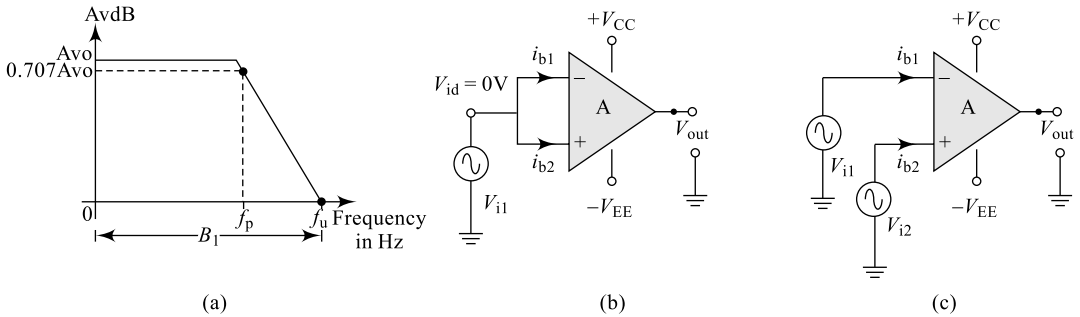 AvdB
Avo
0.707Avo
0
fp
fu
Frequency
in Hz
B1
(a)
+VCC
ib1
Vid = 0V
−
A
+
ib2
Vout
Vi1
−VEE
(b)
+VCC
ib1
−
A
+
ib2
Vout
Vi1
−VEE
Vi2
(c)